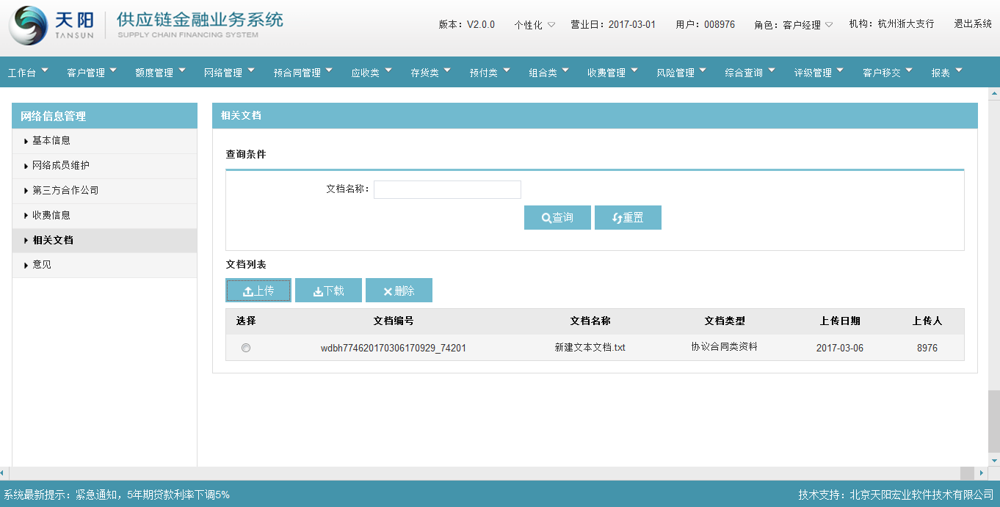 天阳 供应链金融业务系统
TANSUN SUPPLY CHAIN FINANCING SYSTEM
版本：V2.0.0 个性化 营业日：2017-03-01 用户：008976 角色：客户经理 机构：杭州浙大支行 退出系统
工作台 客户管理 额度管理 网络管理 预合同管理 应收类 存货类 预付类 组合类 收费管理 风险管理 综合查询 评级管理 客户移交 报表
网络信息管理
基本信息
网络成员维护
第三方合作公司
收费信息
相关文档
意见
相关文档
查询条件
文档名称：
查询 重置
文档列表
上传 下载 删除
选择 文档编号 文档名称 文档类型 上传日期 上传人
wdbh774620170306170929_74201 新建文本文档.txt 协议合同类资料 2017-03-06 8976
系统最新提示：紧急通知，5年期贷款利率下调5% 技术支持：北京天阳宏业软件技术有限公司